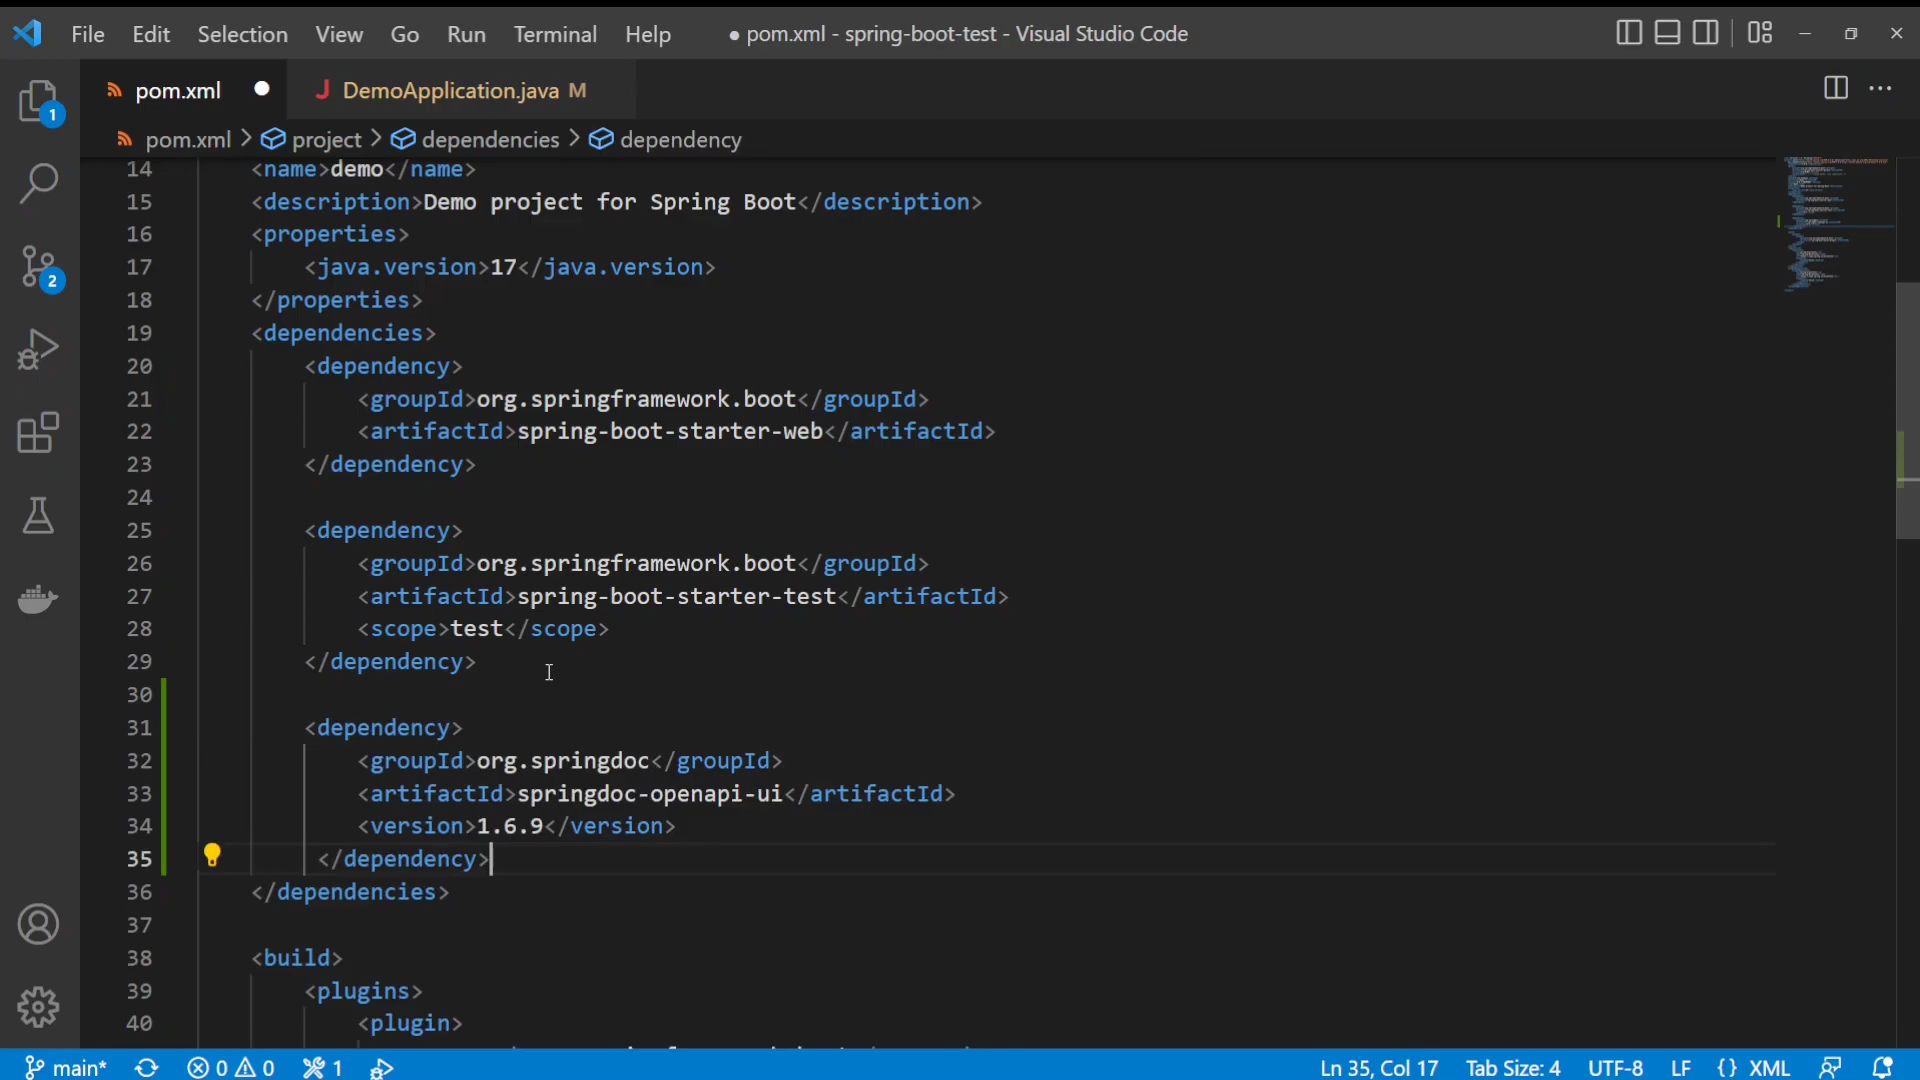 File Edit Selection View Go Run Terminal Help ● pom.xml - spring-boot-test - Visual Studio Code
pom.xml ● J DemoApplication.java M
pom.xml > project > dependencies > dependency
14 <name>demo</name>
15 <description>Demo project for Spring Boot</description>
16 <properties>
17 <java.version>17</java.version>
18 </properties>
19 <dependencies>
20 <dependency>
21 <groupId>org.springframework.boot</groupId>
22 <artifactId>spring-boot-starter-web</artifactId>
23 </dependency>
24
25 <dependency>
26 <groupId>org.springframework.boot</groupId>
27 <artifactId>spring-boot-starter-test</artifactId>
28 <scope>test</scope>
29 </dependency>
30
31 <dependency>
32 <groupId>org.springdoc</groupId>
33 <artifactId>springdoc-openapi-ui</artifactId>
34 <version>1.6.9</version>
35 </dependency>
36 </dependencies>
37
38 <build>
39 <plugins>
40 <plugin>
1
2
main* 0 0 1 Ln 35, Col 17 Tab Size: 4 UTF-8 LF {} XML